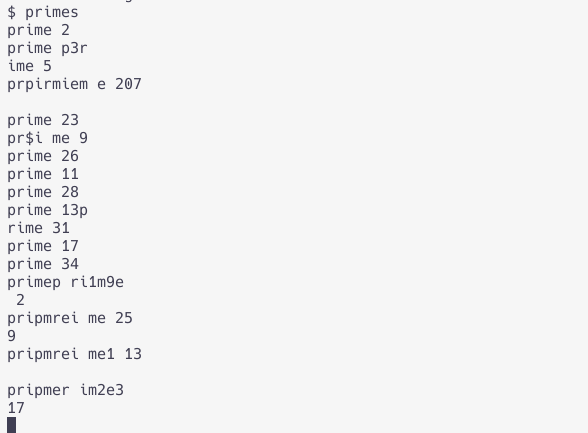 $ primes
prime 2
prime p3r
ime 5
prpirmiem e 207

prime 23
pr$i me 9
prime 26
prime 11
prime 28
prime 13p
rime 31
prime 17
prime 34
primep ri1m9e
 2
pripmrei me 25
9
pripmrei me1 13

pripmer im2e3
17